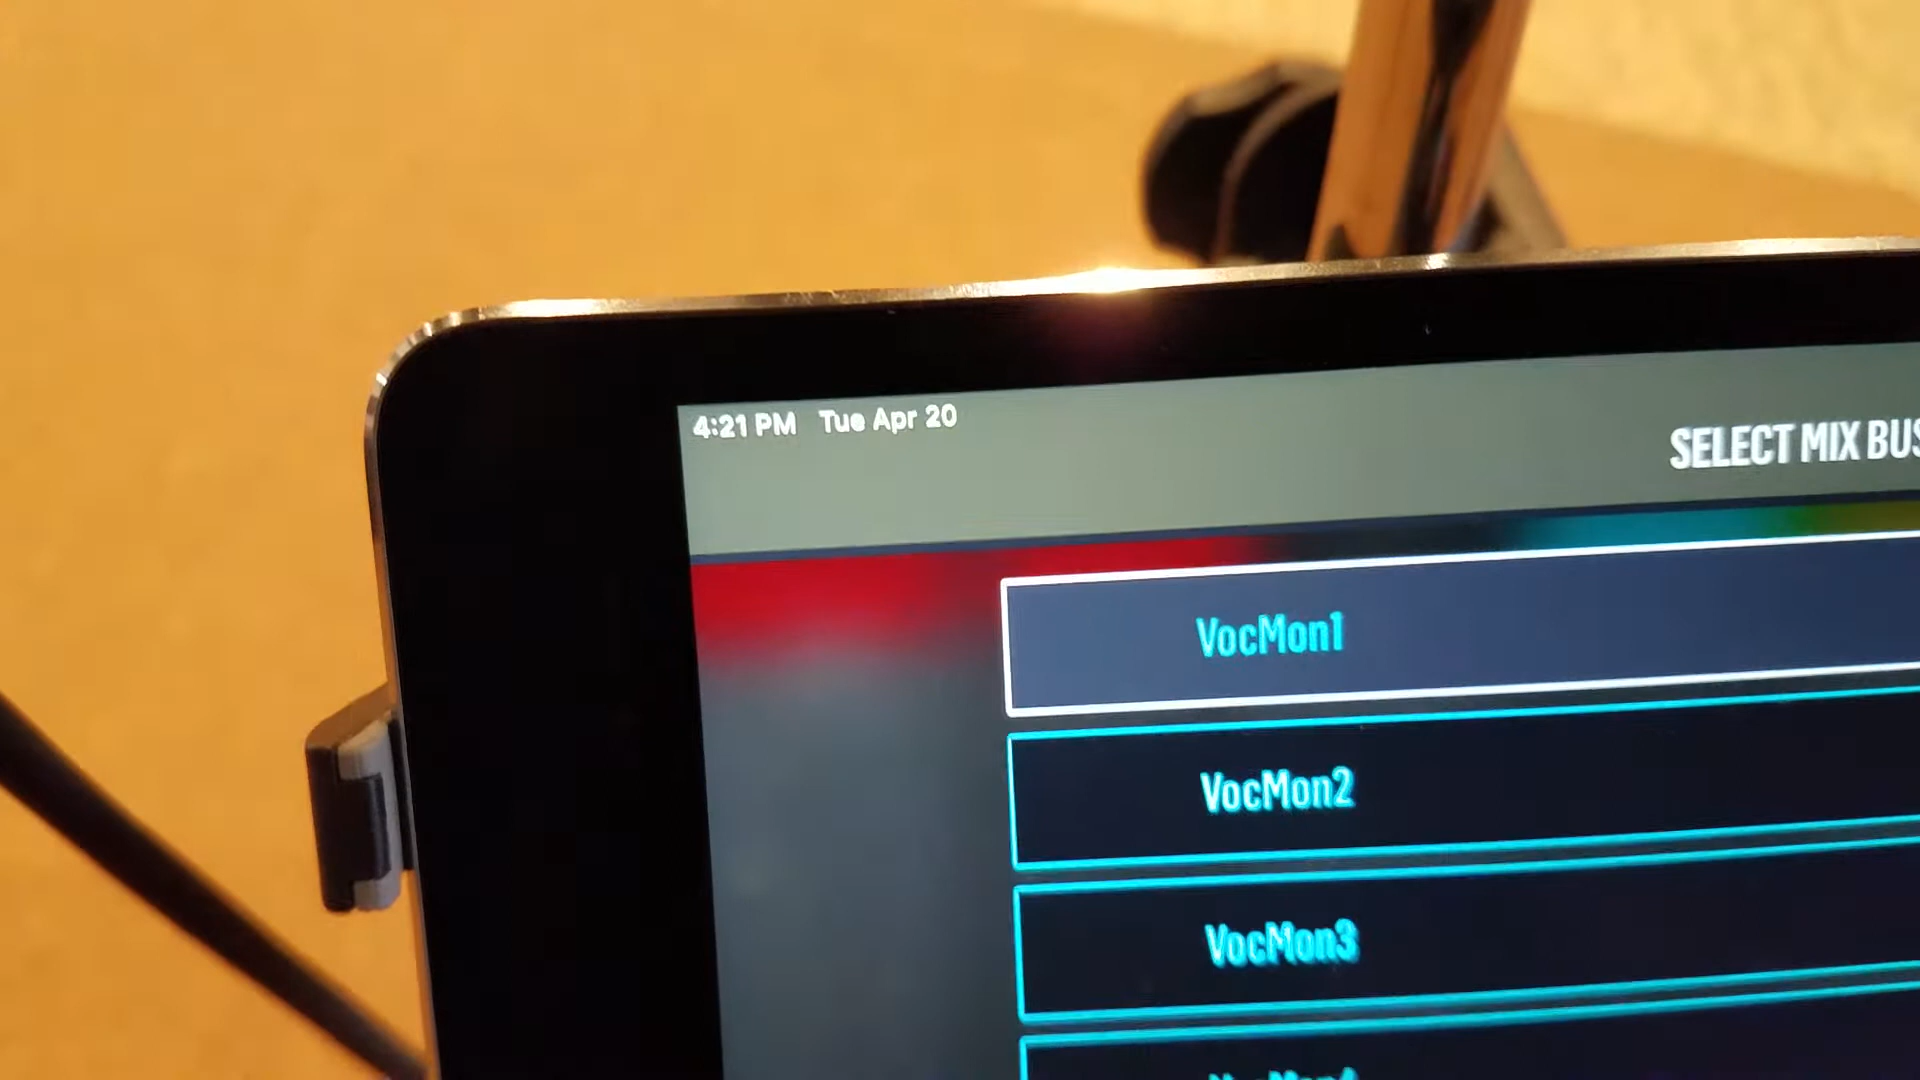 4:21 PM Tue Apr 20
SELECT MIX BUS
VocMon1
VocMon2
VocMon3